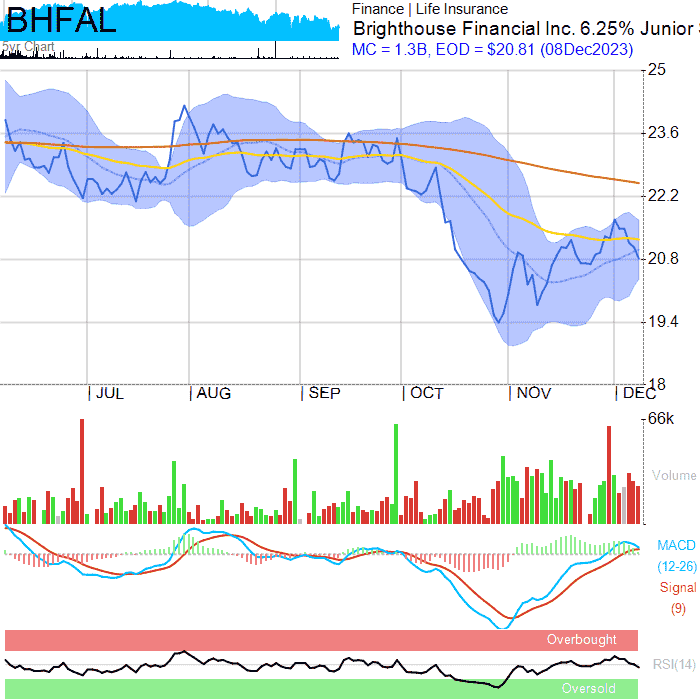 BHFAL
5yr Chart
Finance | Life Insurance
Brighthouse Financial Inc. 6.25% Junior
MC = 1.3B, EOD = $20.81 (08Dec2023)
25
23.6
22.2
20.8
19.4
18
JUL AUG SEP OCT NOV DEC
66k
Volume
MACD
(12-26)
Signal
(9)
Overbought
RSI(14)
Oversold